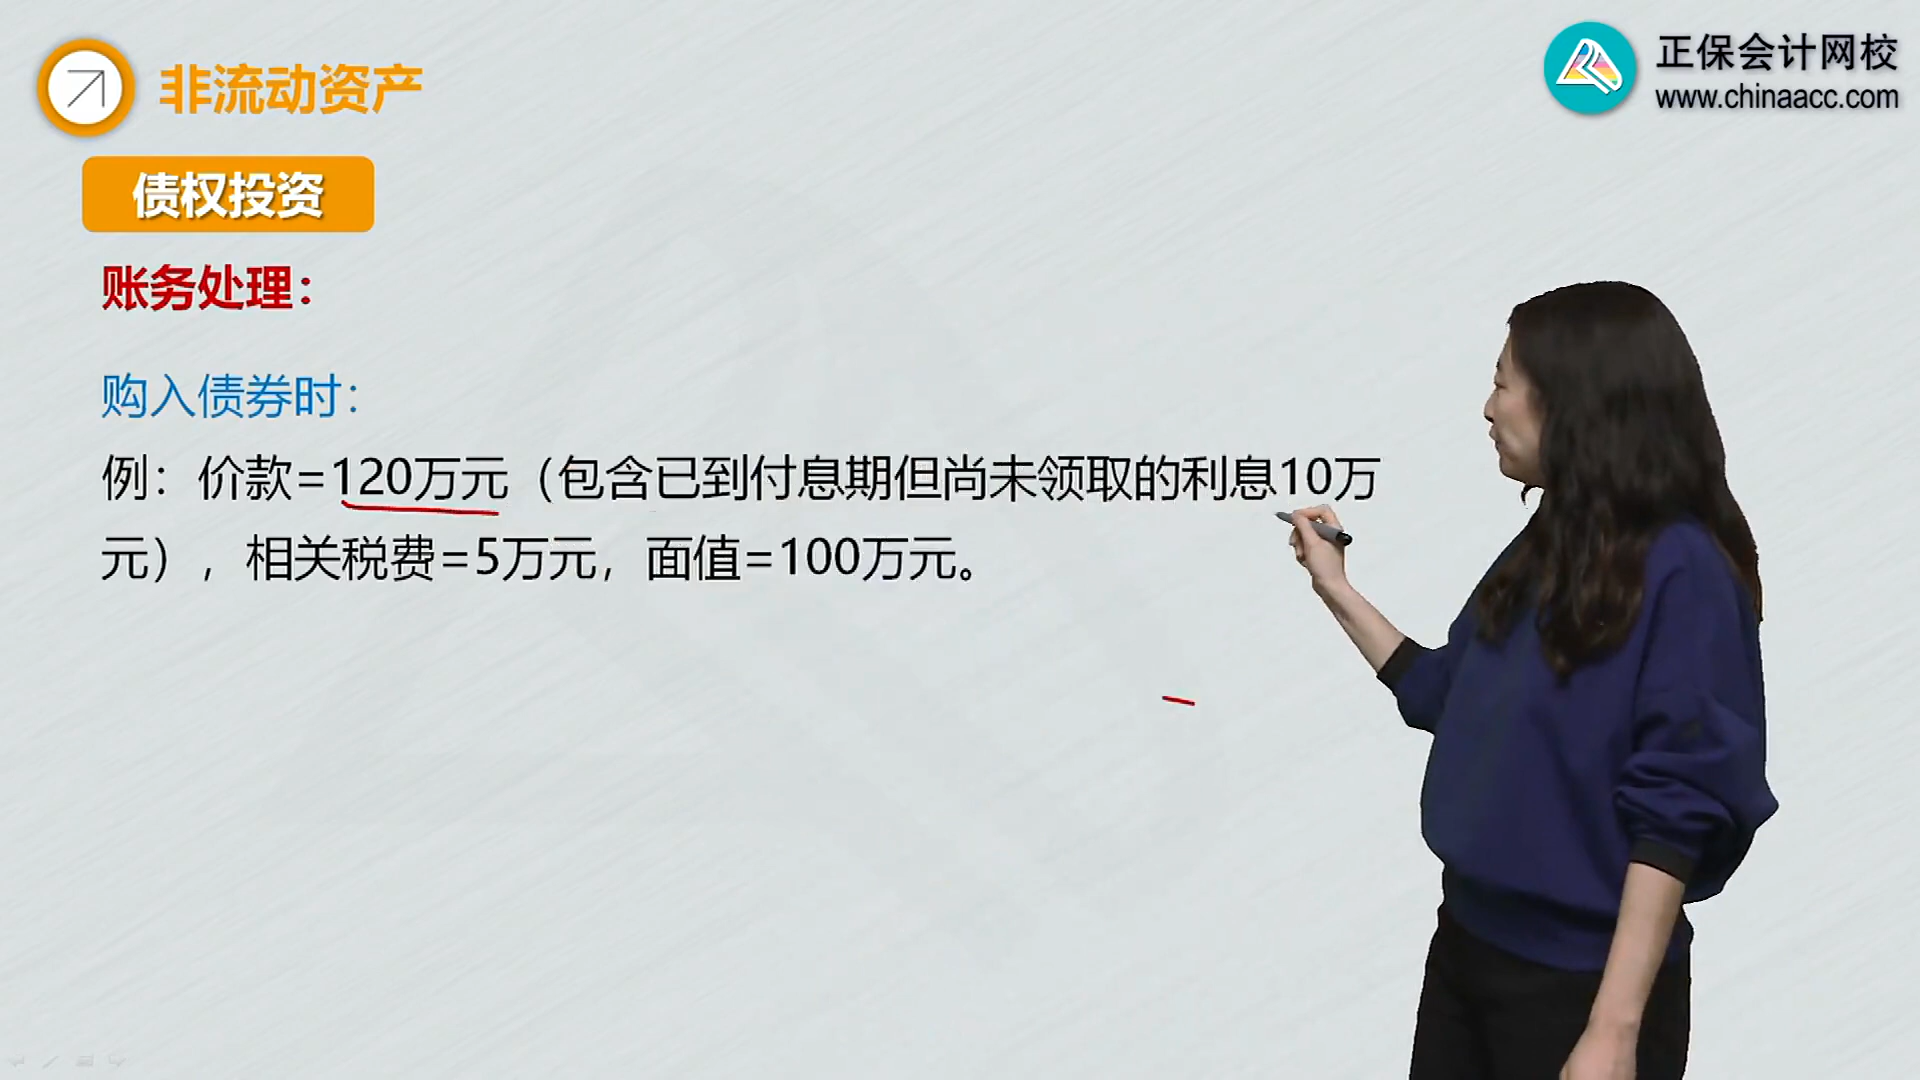 非流动资产
正保会计网校
www.chinaacc.com
债权投资
账务处理：
购入债券时：
例：价款=120万元（包含已到付息期但尚未领取的利息10万
元），相关税费=5万元，面值=100万元。